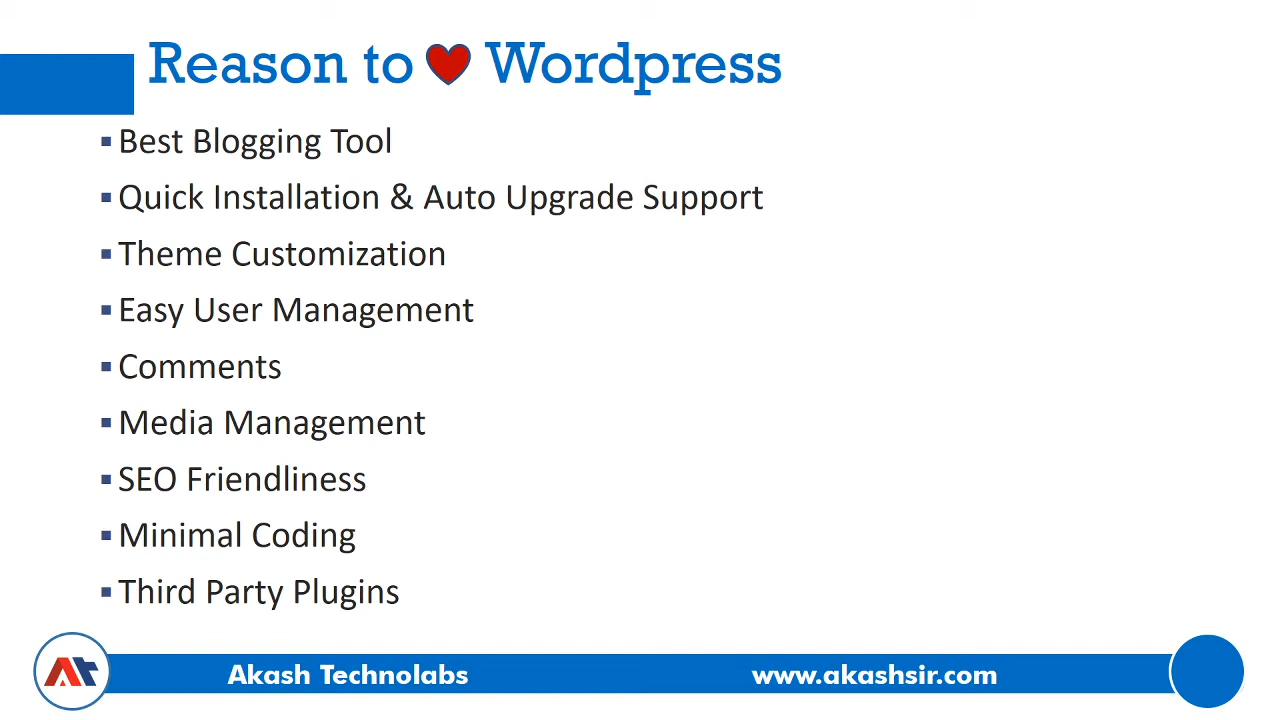 Reason to ❤ Wordpress
Best Blogging Tool
Quick Installation & Auto Upgrade Support
Theme Customization
Easy User Management
Comments
Media Management
SEO Friendliness
Minimal Coding
Third Party Plugins
At Akash Technolabs www.akashsir.com